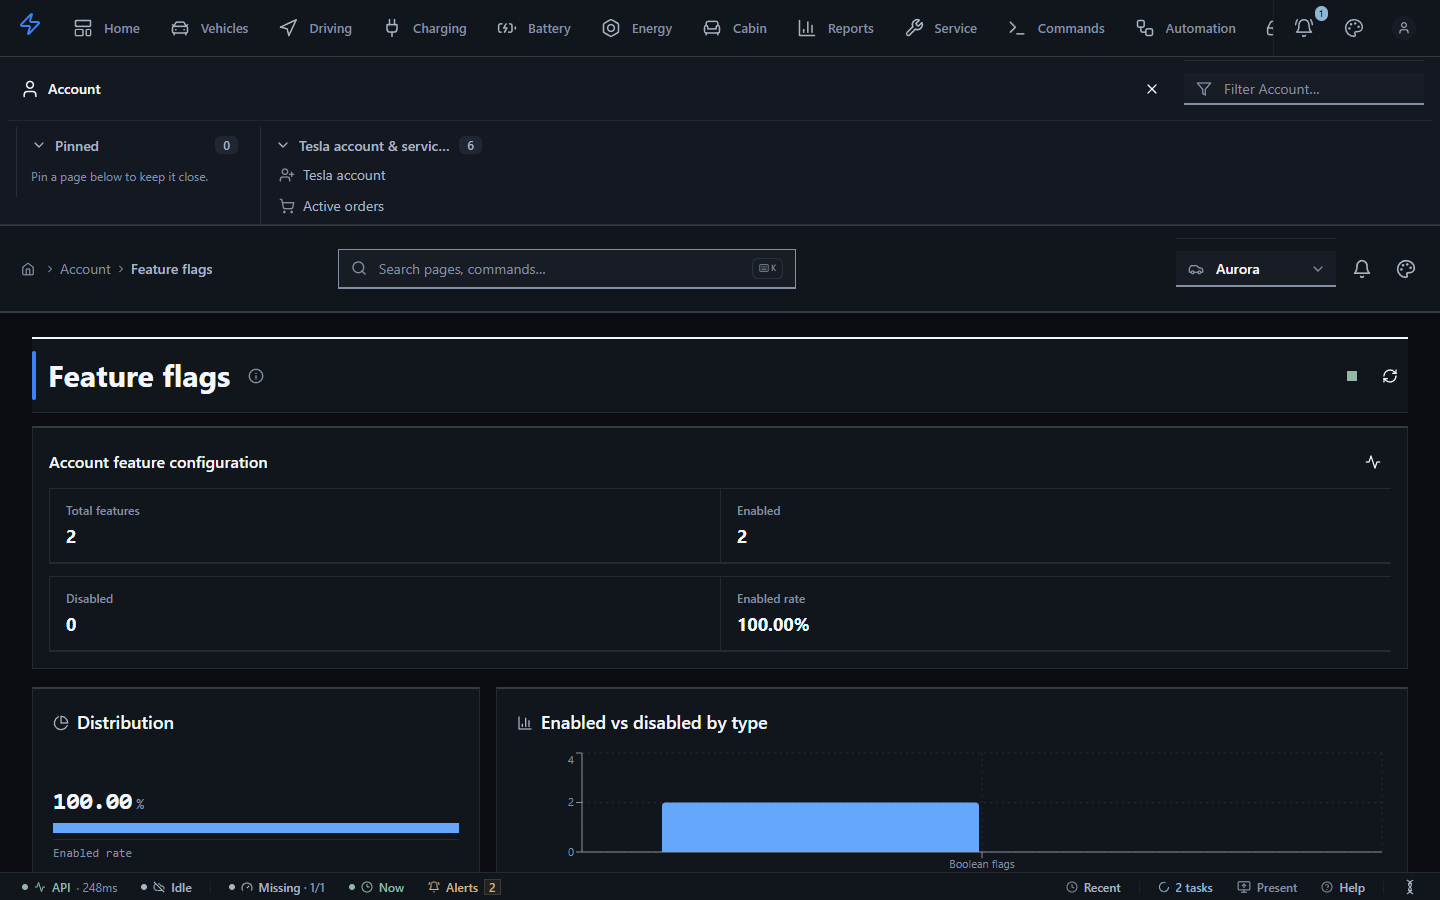 Home Vehicles Driving Charging Battery Energy Cabin Reports Service Commands Automation 1
Account
Filter Account...
Pinned 0
Pin a page below to keep it close.
Tesla account & servic... 6
Tesla account
Active orders
Account Feature flags
Search pages, commands...
K
Aurora
Feature flags
Account feature configuration
Total features
2
Enabled
2
Disabled
0
Enabled rate
100.00%
Distribution
100.00 %
Enabled rate
Enabled vs disabled by type
4
2
0
Boolean flags
API · 248ms Idle Missing · 1/1 Now Alerts 2 Recent 2 tasks Present Help